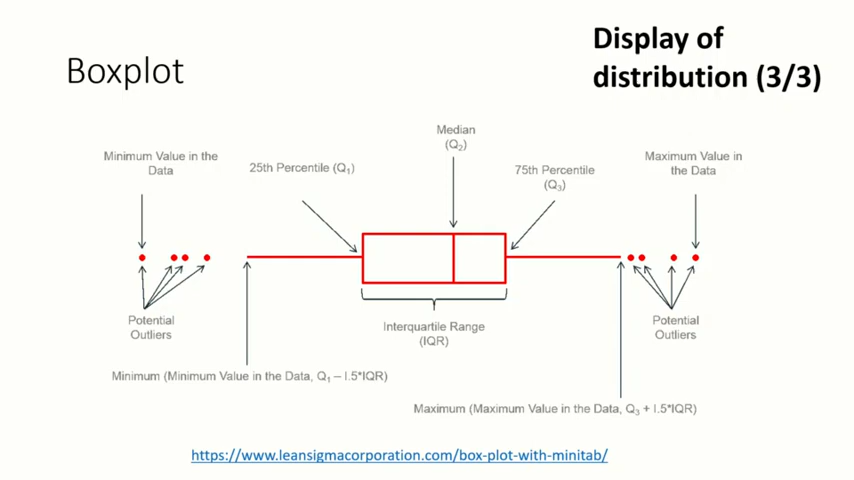 Display of
distribution (3/3)
Boxplot
Median
(Q2)
Minimum Value in the
Data
25th Percentile (Q1)
75th Percentile
(Q3)
Maximum Value in
the Data
Potential
Outliers
Interquartile Range
(IQR)
Potential
Outliers
Minimum (Minimum Value in the Data, Q1 – I.5*IQR)
Maximum (Maximum Value in the Data, Q3 + I.5*IQR)
https://www.leansigmacorporation.com/box-plot-with-minitab/